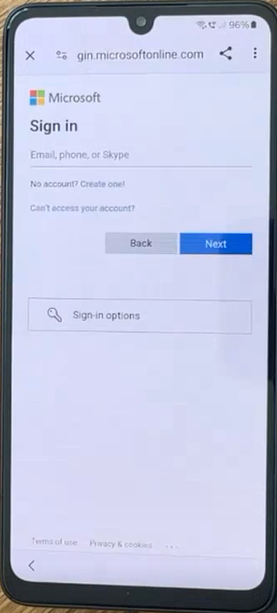 96%
gin.microsoftonline.com
Microsoft
Sign in
Email, phone, or Skype
No account? Create one!
Can't access your account?
Back Next
Sign-in options
Terms of use Privacy & cookies ...